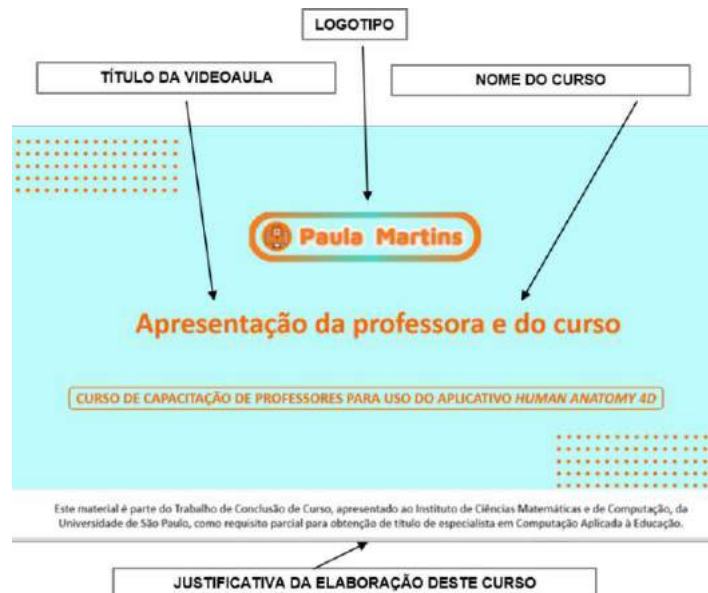 LOGOTIPO
TÍTULO DA VIDEOAULA
NOME DO CURSO
Paula Martins
Apresentação da professora e do curso
CURSO DE CAPACITAÇÃO DE PROFESSORES PARA USO DO APLICATIVO HUMAN ANATOMY 4D
Este material é parte do Trabalho de Conclusão de Curso, apresentado ao Instituto de Ciências Matemáticas e de Computação, da
Universidade de São Paulo, como requisito parcial para obtenção de título de especialista em Computação Aplicada à Educação.
JUSTIFICATIVA DA ELABORAÇÃO DESTE CURSO